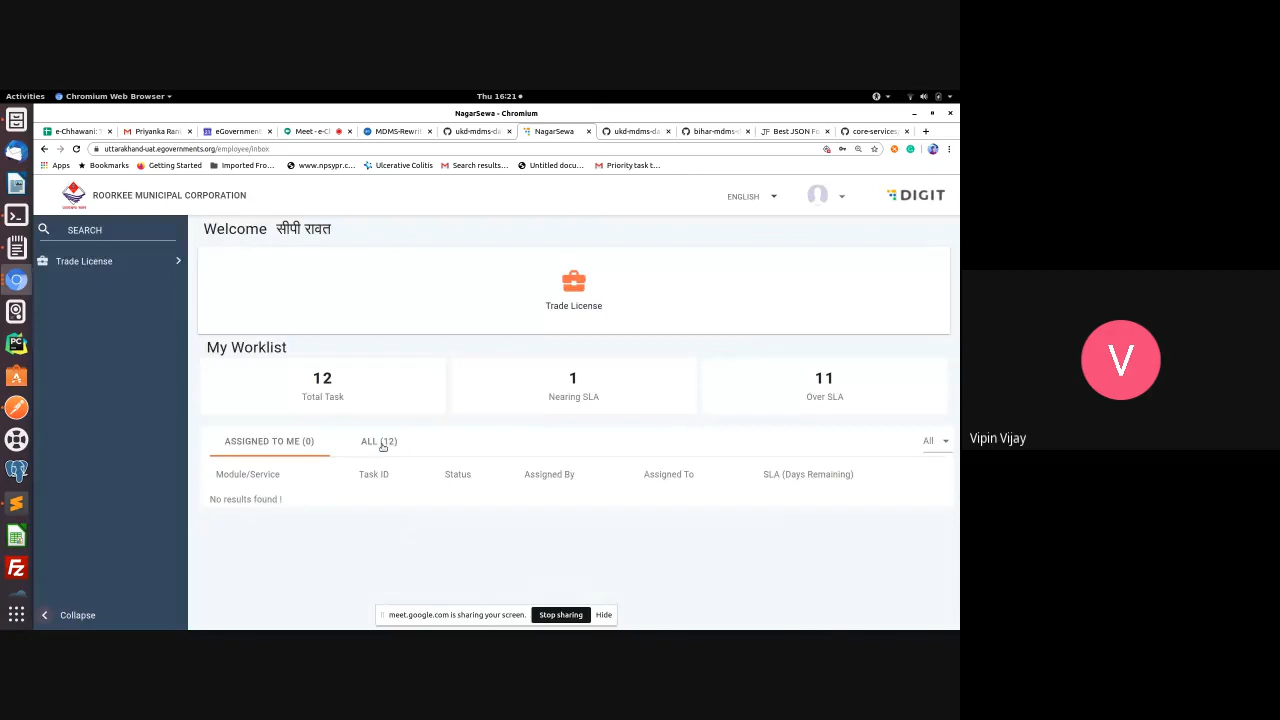 Activities
Chromium Web Browser
Thu 16:21
NagarSewa - Chromium
e-Chhawani: T
Priyanka Ran
eGovernment
Meet - e-C
MDMS-Rewrit
ukd-mdms-da
NagarSewa
ukd-mdms-da
bihar-mdms-
JF Best JSON Fo
core-services
uttarakhand-uat.egovernments.org/employee/inbox
Apps
Bookmarks
Getting Started
Imported Fro...
www.npsypr.c...
Ulcerative Colitis
Search results...
Untitled docu...
Priority task t...
ROORKEE MUNICIPAL CORPORATION
ENGLISH
DIGIT
SEARCH
Trade License
Collapse
Welcome सीपी रावत
Trade License
My Worklist
12
Total Task
1
Nearing SLA
11
Over SLA
ASSIGNED TO ME (0)
ALL (12)
All
Module/Service
Task ID
Status
Assigned By
Assigned To
SLA (Days Remaining)
No results found !
meet.google.com is sharing your screen.
Stop sharing
Hide
PC
Fz
V
Vipin Vijay